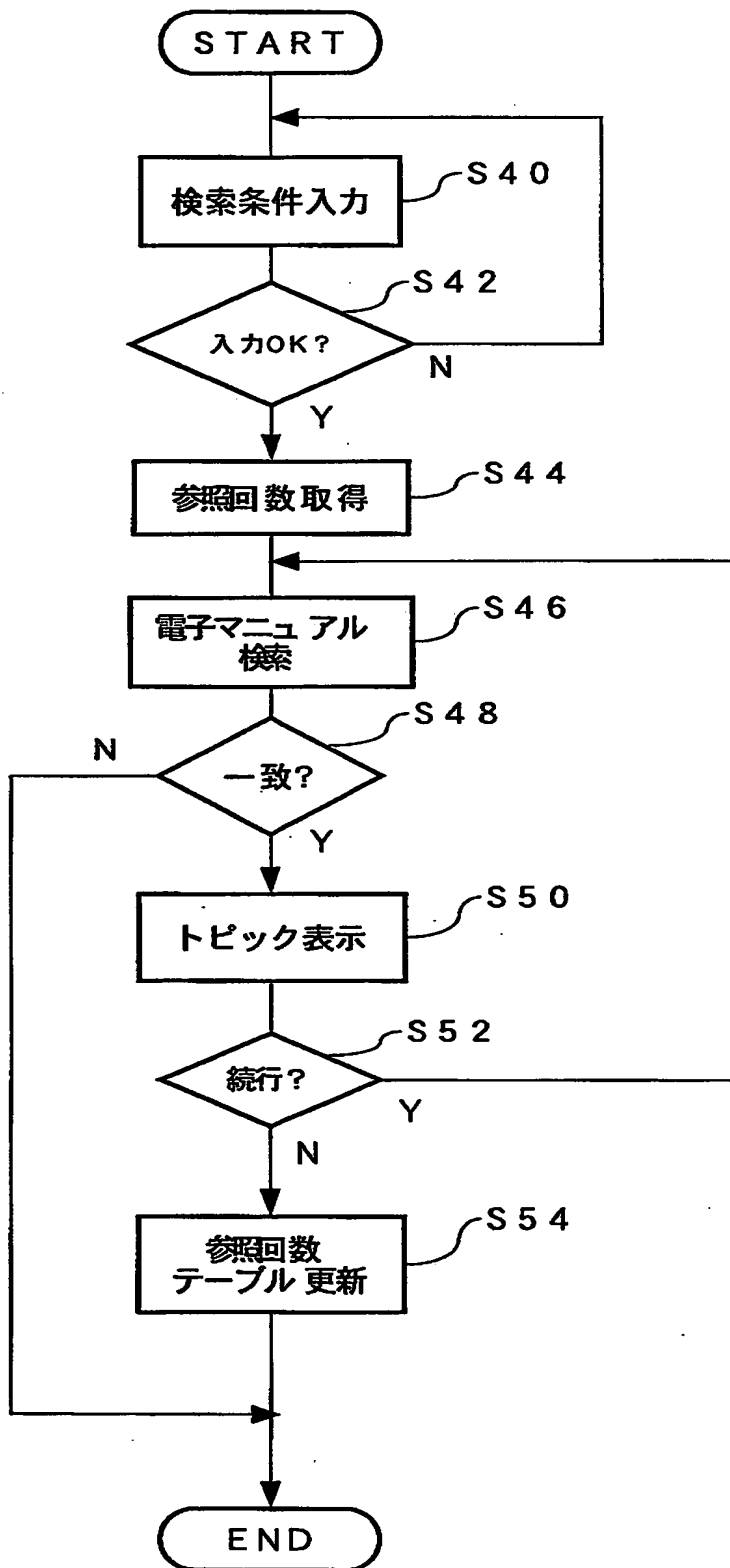 START
検索条件入力
S40
S42
入力OK?
N
Y
参照回数取得
S44
電子マニュアル
検索
S46
S48
N
一致?
Y
トピック表示
S50
S52
続行?
Y
N
参照回数
テーブル更新
S54
END